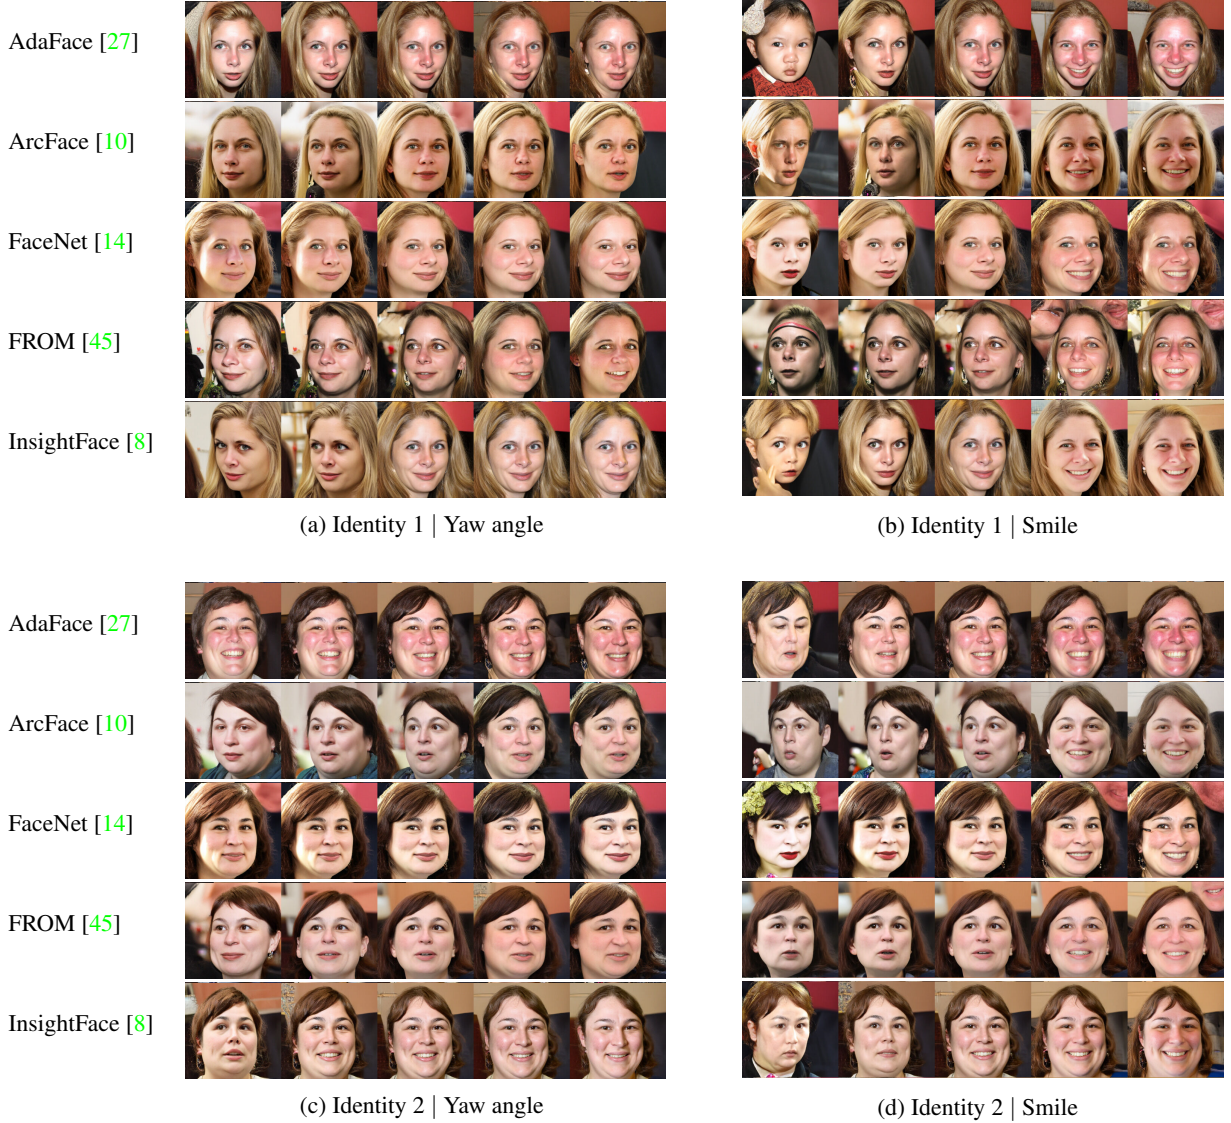 AdaFace [27]
ArcFace [10]
FaceNet [14]
FROM [45]
InsightFace [8]
(a) Identity 1 | Yaw angle
(b) Identity 1 | Smile
AdaFace [27]
ArcFace [10]
FaceNet [14]
FROM [45]
InsightFace [8]
(c) Identity 2 | Yaw angle
(d) Identity 2 | Smile